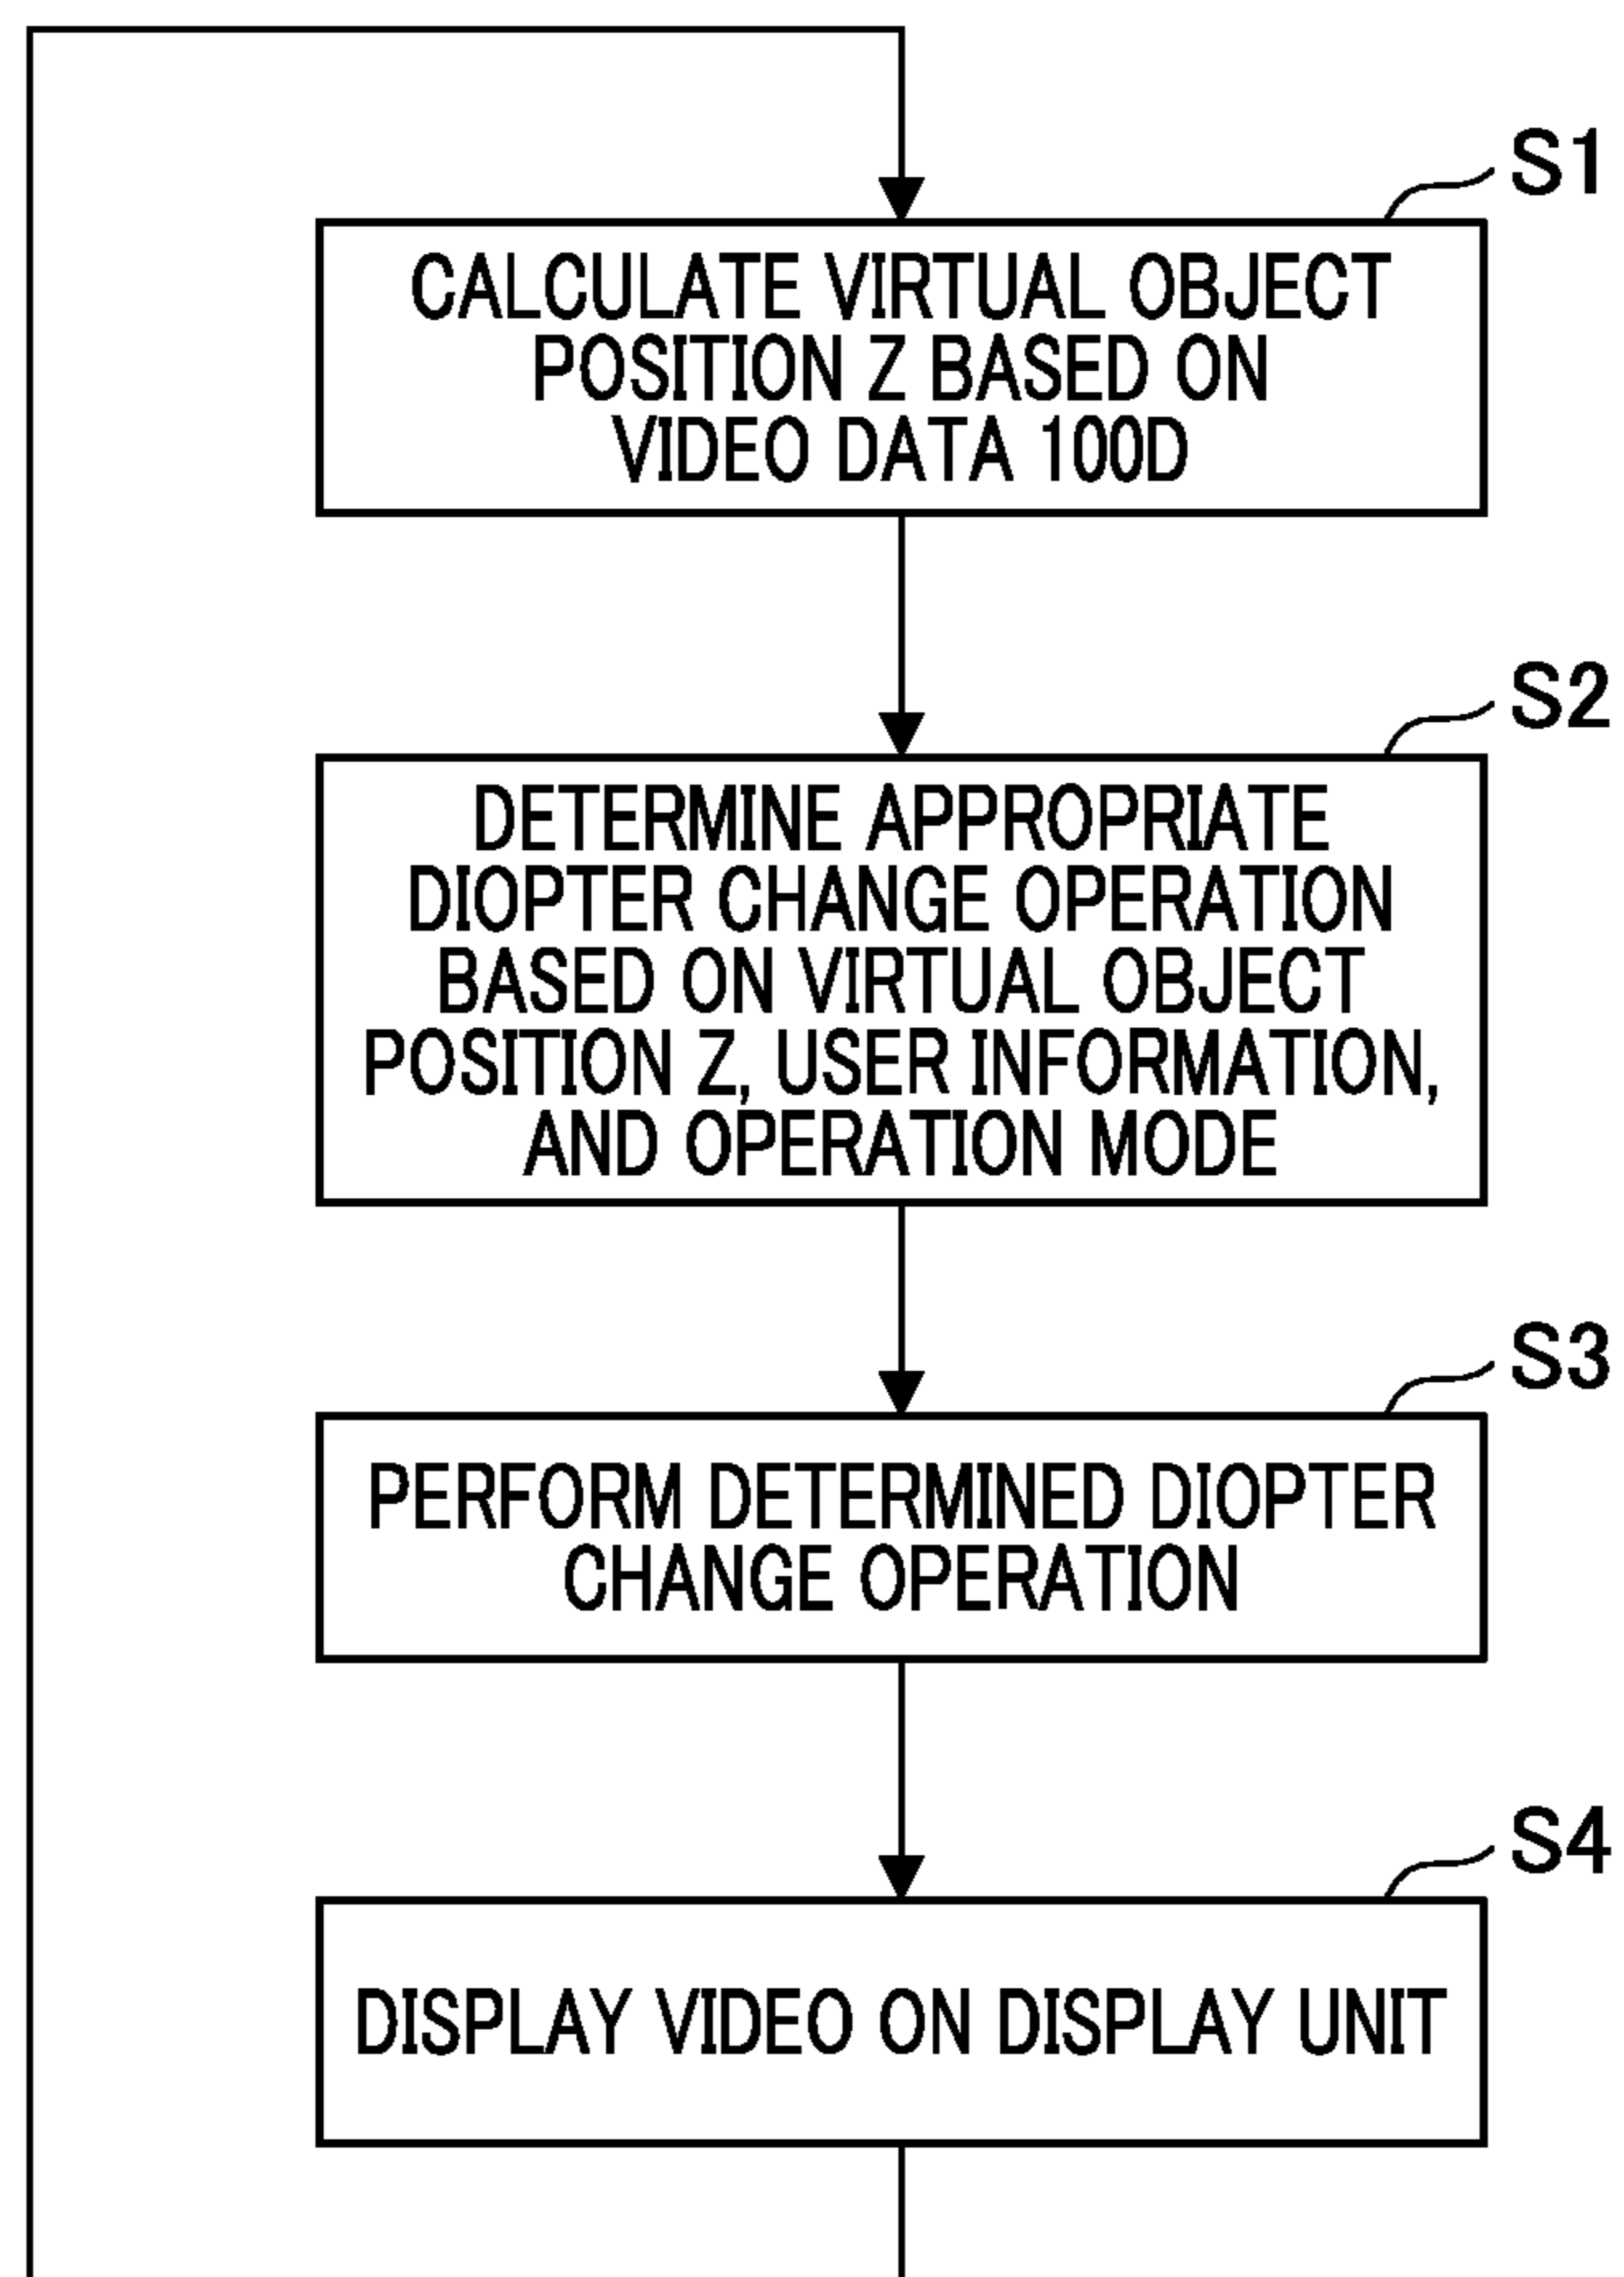 S1
CALCULATE VIRTUAL OBJECT
POSITION Z BASED ON
VIDEO DATA 100D
S2
DETERMINE APPROPRIATE
DIOPTER CHANGE OPERATION
BASED ON VIRTUAL OBJECT
POSITION Z, USER INFORMATION,
AND OPERATION MODE
S3
PERFORM DETERMINED DIOPTER
CHANGE OPERATION
S4
DISPLAY VIDEO ON DISPLAY UNIT